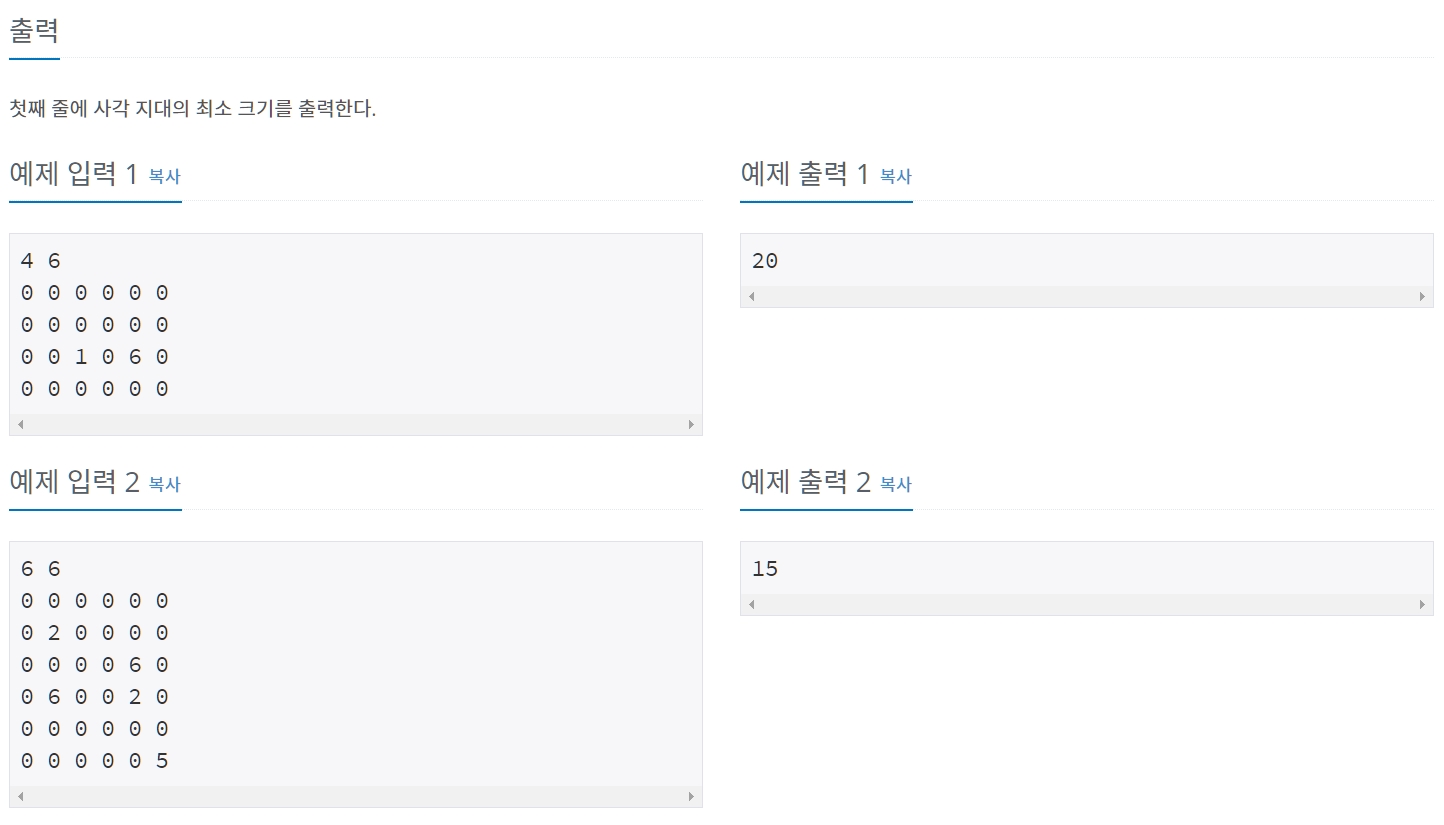 출력
첫째 줄에 사각 지대의 최소 크기를 출력한다.
예제 입력 1 복사
4 6
0 0 0 0 0 0
0 0 0 0 0 0
0 0 1 0 6 0
0 0 0 0 0 0
예제 출력 1 복사
20
예제 입력 2 복사
6 6
0 0 0 0 0 0
0 2 0 0 0 0
0 0 0 0 6 0
0 6 0 0 2 0
0 0 0 0 0 0
0 0 0 0 0 5
예제 출력 2 복사
15